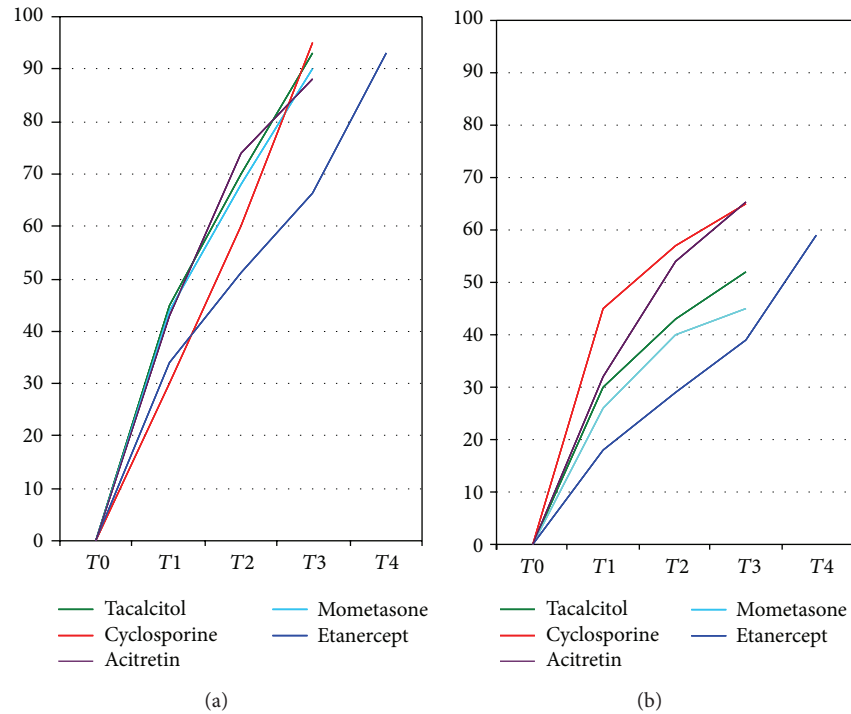 100
90
80
70
60
50
40
30
20
10
0
T0 T1 T2 T3 T4
Tacalcitol Mometasone
Cyclosporine Etanercept
Acitretin
(a)
100
90
80
70
60
50
40
30
20
10
0
T0 T1 T2 T3 T4
Tacalcitol Mometasone
Cyclosporine Etanercept
Acitretin
(b)